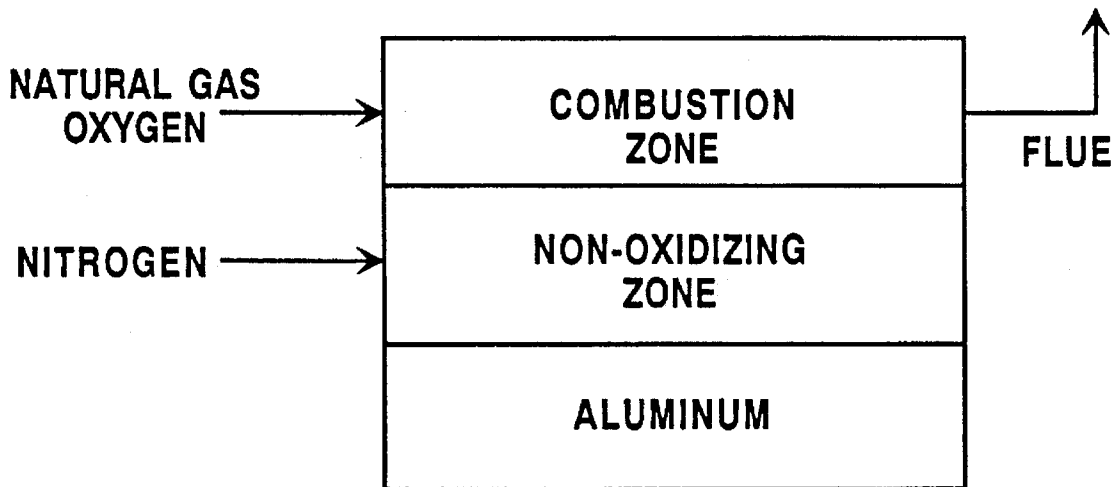 NATURAL GAS
OXYGEN
COMBUSTION
ZONE
FLUE
NITROGEN
NON-OXIDIZING
ZONE
ALUMINUM